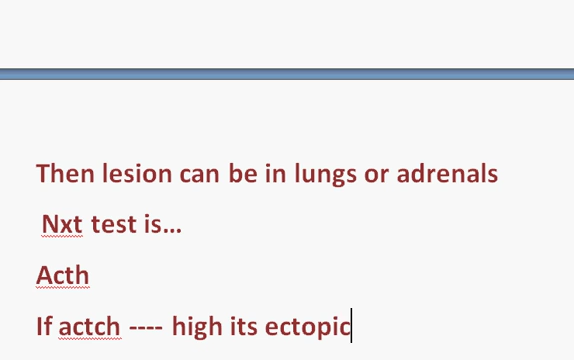 Then lesion can be in lungs or adrenals
Nxt test is...
Acth
If actch ---- high its ectopic